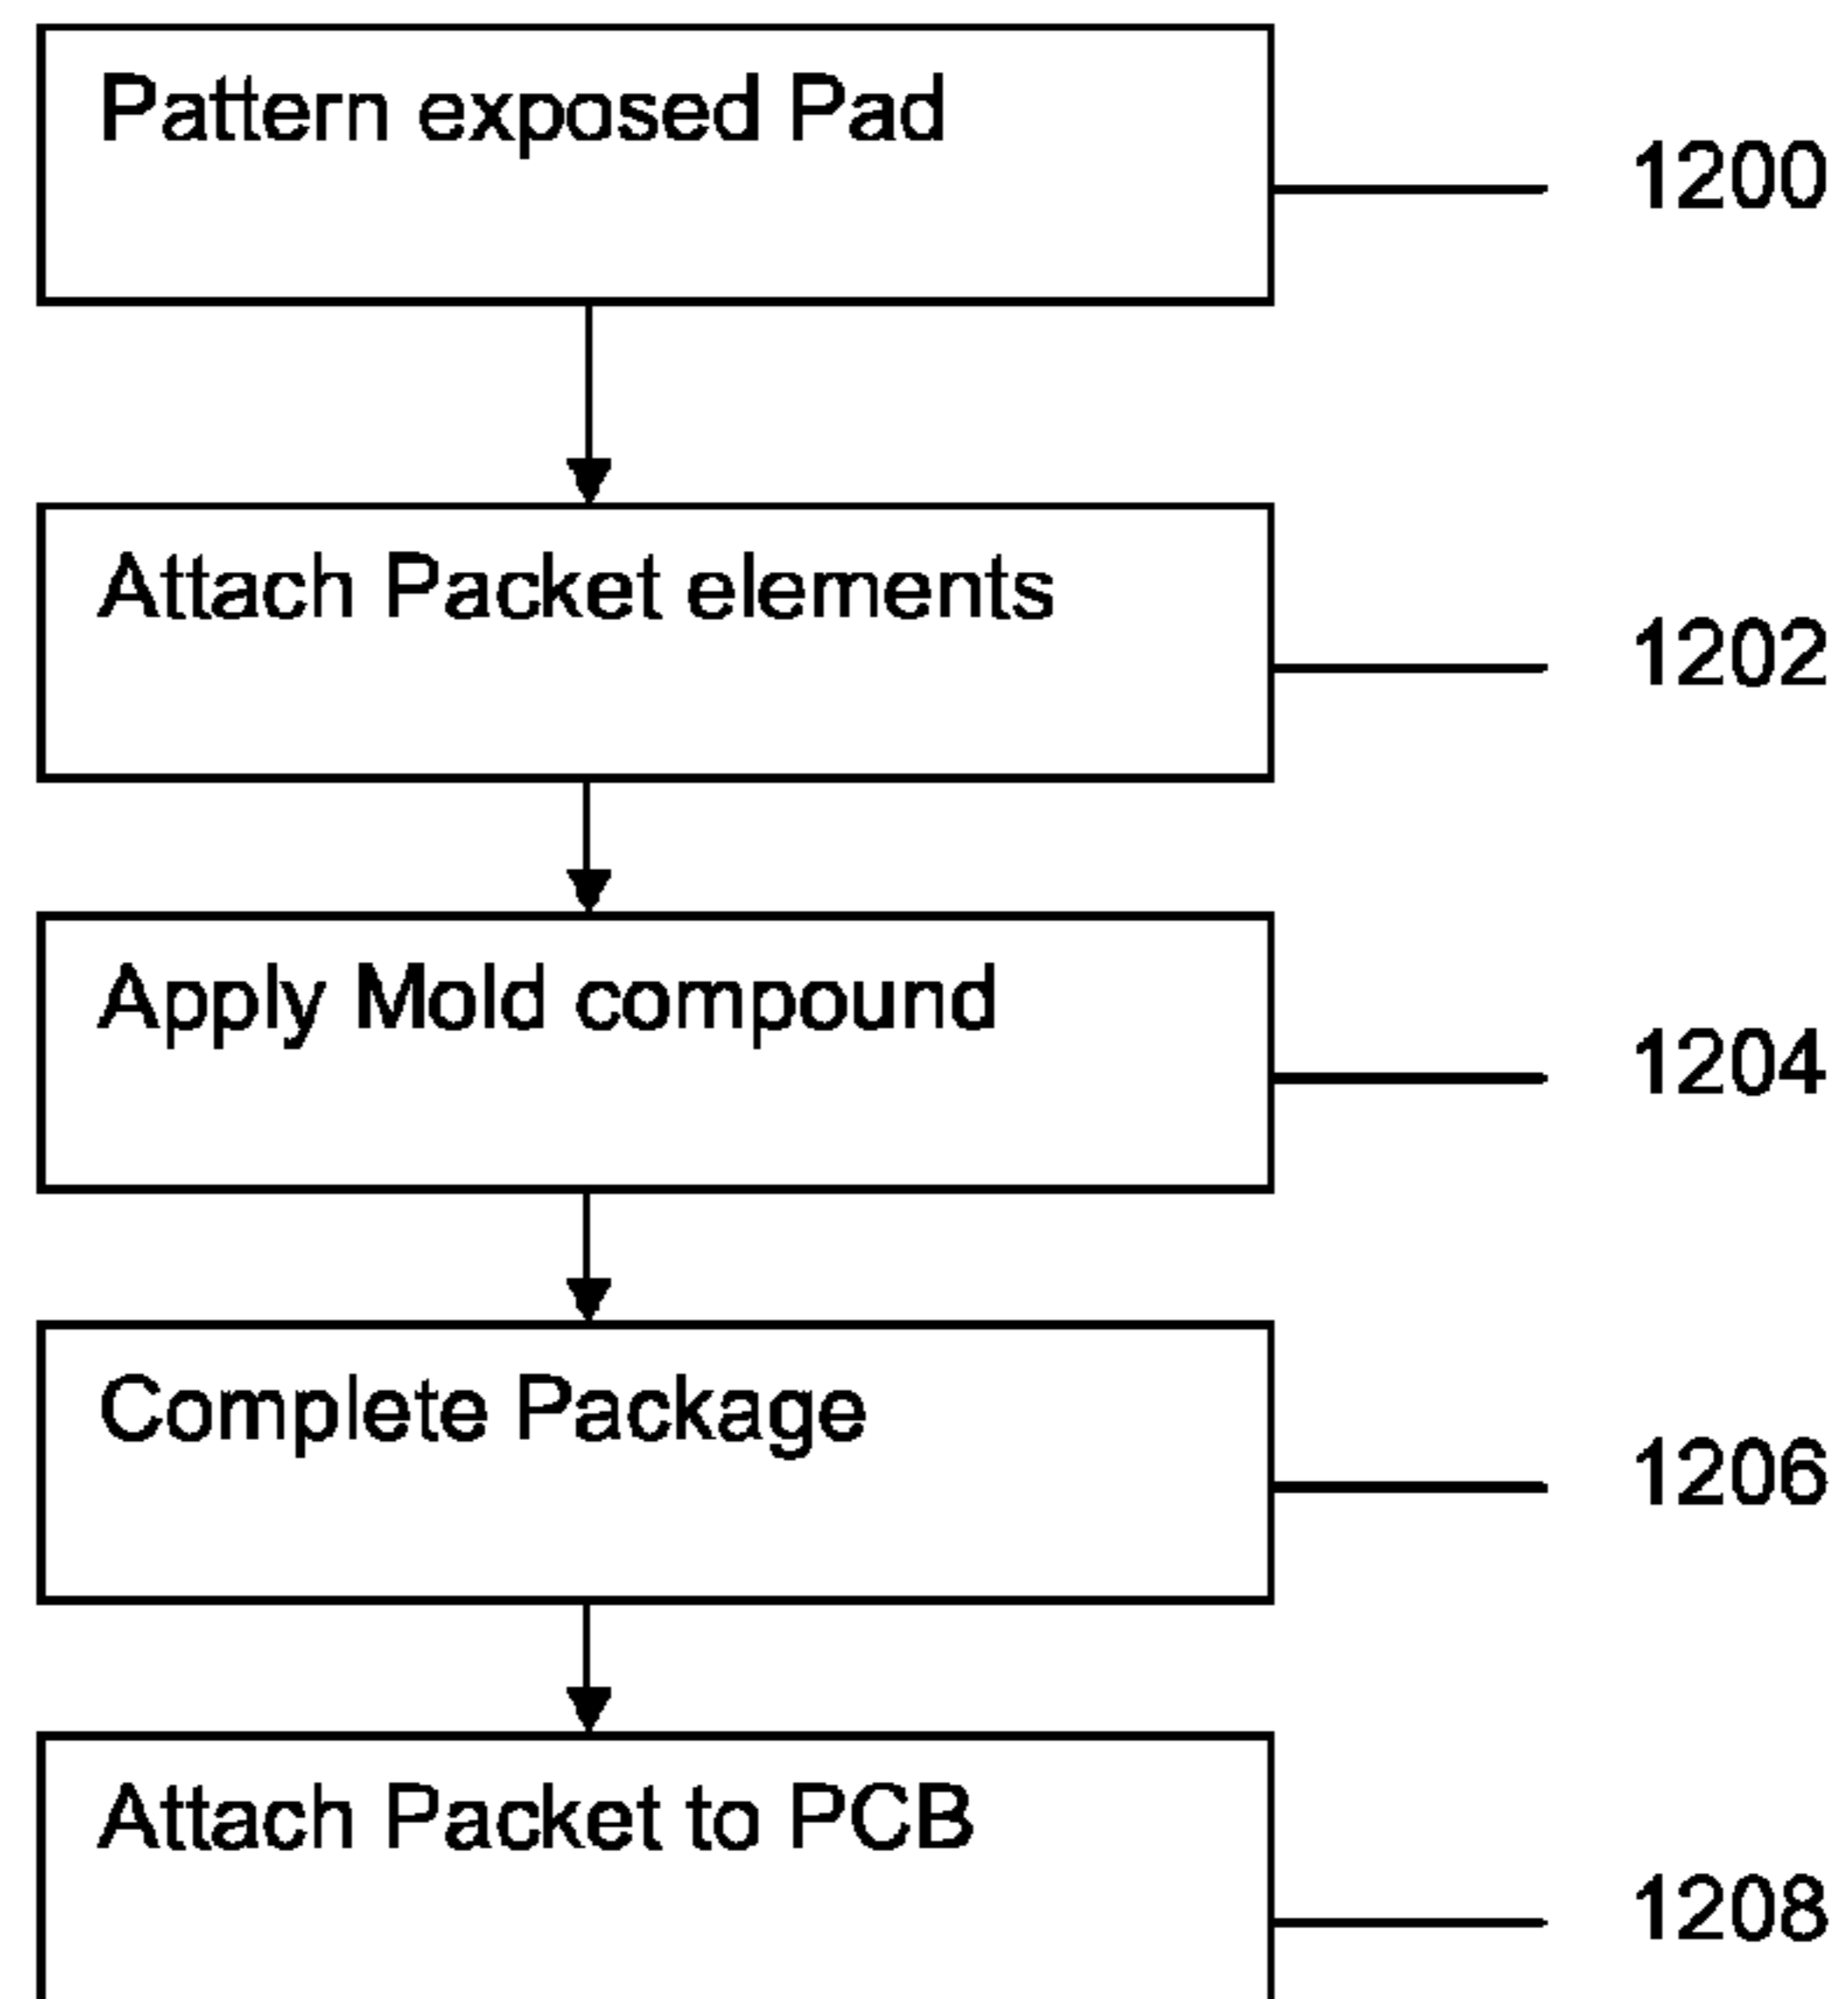 Pattern exposed Pad
1200
Attach Packet elements
1202
Apply Mold compound
1204
Complete Package
1206
Attach Packet to PCB
1208